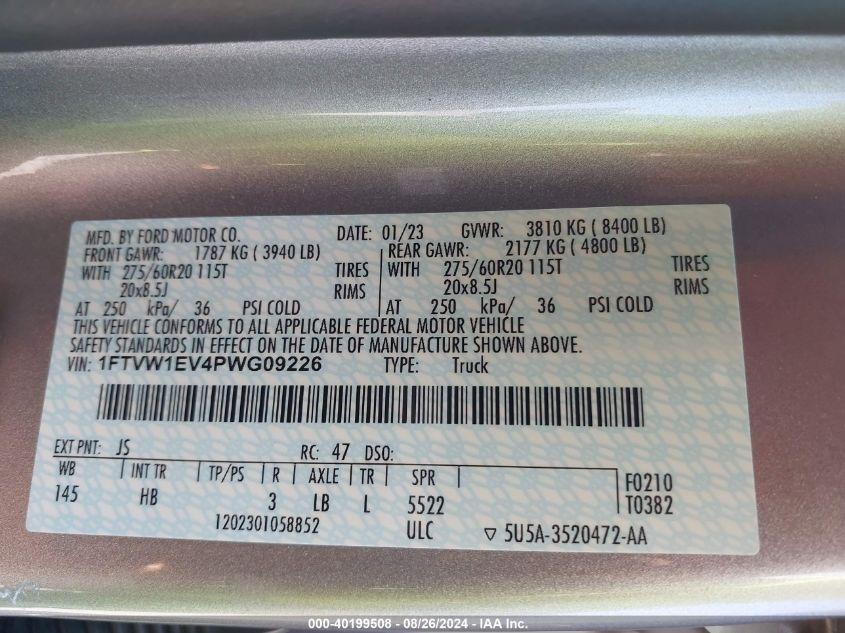 MFD. BY FORD MOTOR CO. DATE: 01/23 GVWR: 3810 KG ( 8400 LB)
FRONT GAWR: 1787 KG ( 3940 LB) REAR GAWR: 2177 KG ( 4800 LB)
WITH 275/60R20 115T TIRES WITH 275/60R20 115T TIRES
20x8.5J RIMS 20x8.5J RIMS
AT 250 kPa/ 36 PSI COLD AT 250 kPa/ 36 PSI COLD
THIS VEHICLE CONFORMS TO ALL APPLICABLE FEDERAL MOTOR VEHICLE
SAFETY STANDARDS IN EFFECT ON THE DATE OF MANUFACTURE SHOWN ABOVE.
VIN: 1FTVW1EV4PWG09226 TYPE: Truck
EXT PNT: JS RC: 47 DSO:
WB INT TR TP/PS R AXLE TR SPR F0210
145 HB 3 LB L 5522 T0382
1202301058852 ULC ▽ 5U5A-3520472-AA
000-40199508 - 08/26/2024 - IAA Inc.